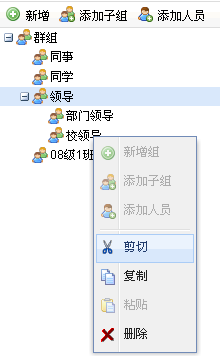 新增 添加子组 添加人员
群组
同事
同学
领导
部门领导
校领导
08级1班
新增组
添加子组
添加人员
剪切
复制
粘贴
删除